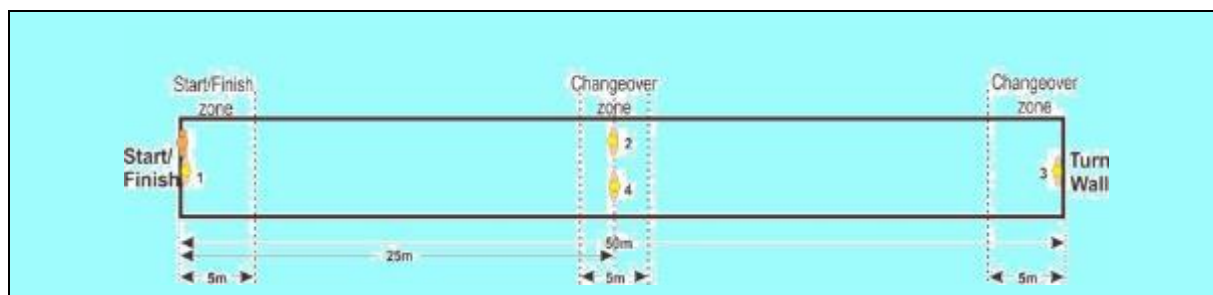 Start/Finish
zone
Changeover
zone
Changeover
zone
Start/
Finish
1
2
4
3
Turn
Wall
50m
25m
5m
5m
5m